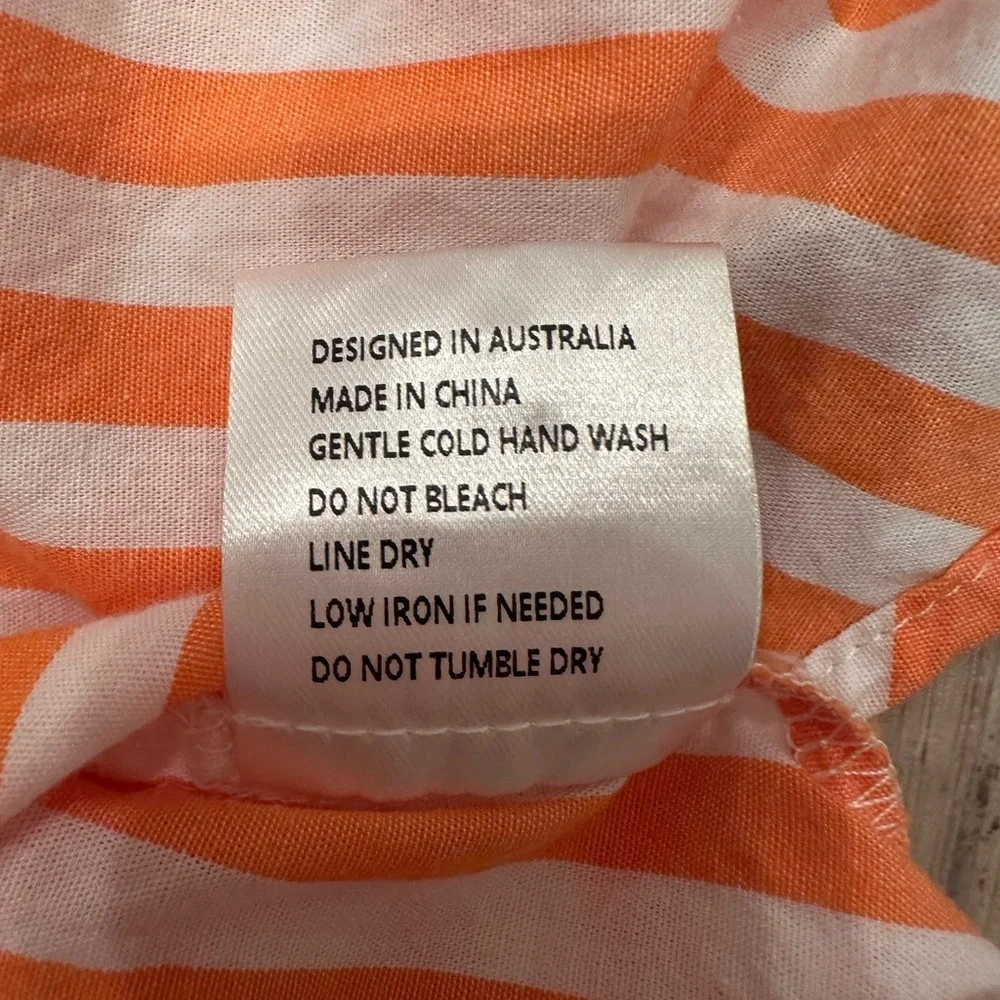 DESIGNED IN AUSTRALIA
MADE IN CHINA
GENTLE COLD HAND WASH
DO NOT BLEACH
LINE DRY
LOW IRON IF NEEDED
DO NOT TUMBLE DRY